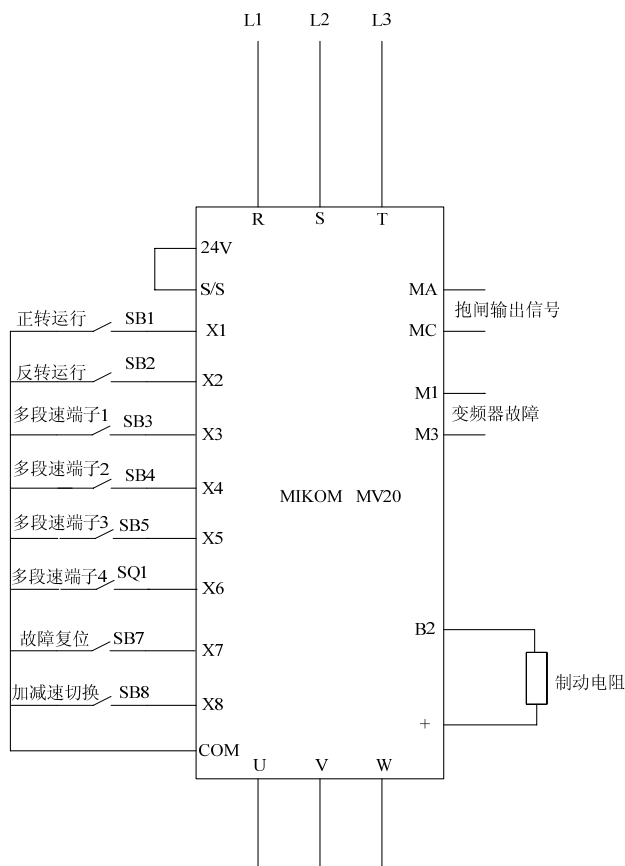 L1 L2 L3
R S T
24V
S/S
MA
抱闸输出信号
正转运行 SB1 X1
MC
反转运行 SB2 X2
M1
变频器故障
多段速端子1 SB3 X3
M3
多段速端子2 SB4 X4
MIKOM MV20
多段速端子3 SB5 X5
多段速端子4 SQ1 X6
B2
故障复位 SB7 X7
制动电阻
加减速切换 SB8 X8
+
COM
U V W